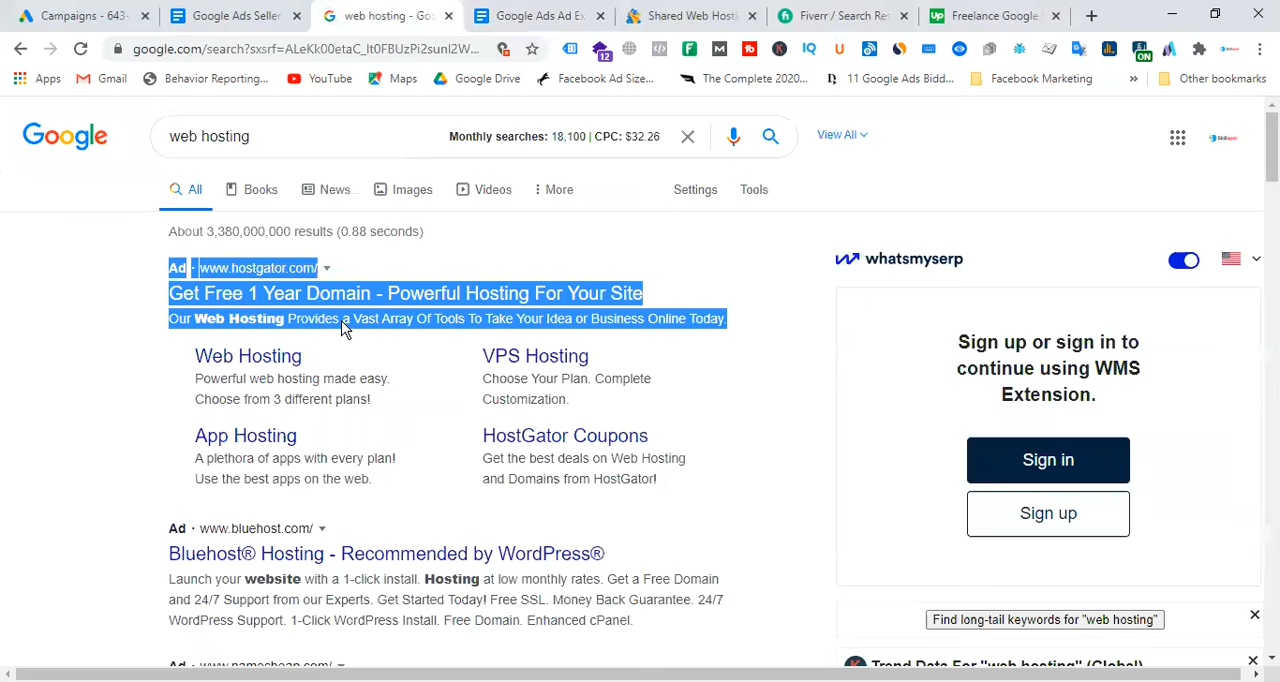 Campaigns - 643-
Google Ads Seller
web hosting - Goo
Google Ads Ad Ex
Shared Web Hosti
Fiverr / Search Res
Freelance Google
google.com/search?sxsrf=ALeKk00etaC_It0FBUzPi2sunI2W...
12
ON
Apps
Gmail
Behavior Reporting...
YouTube
Maps
Google Drive
Facebook Ad Size...
The Complete 2020...
11 Google Ads Bidd...
Facebook Marketing
»
Other bookmarks
Google
web hosting
Monthly searches: 18,100 | CPC: $32.26
View All
All
Books
News
Images
Videos
More
Settings
Tools
About 3,380,000,000 results (0.88 seconds)
Ad · www.hostgator.com/
Get Free 1 Year Domain - Powerful Hosting For Your Site
Our Web Hosting Provides a Vast Array Of Tools To Take Your Idea or Business Online Today.
Web Hosting
Powerful web hosting made easy.
Choose from 3 different plans!
VPS Hosting
Choose Your Plan. Complete
Customization.
App Hosting
A plethora of apps with every plan!
Use the best apps on the web.
HostGator Coupons
Get the best deals on Web Hosting
and Domains from HostGator!
Ad · www.bluehost.com/
Bluehost® Hosting - Recommended by WordPress®
Launch your website with a 1-click install. Hosting at low monthly rates. Get a Free Domain
and 24/7 Support from our Experts. Get Started Today! Free SSL. Money Back Guarantee. 24/7
WordPress Support. 1-Click WordPress Install. Free Domain. Enhanced cPanel.
Ad · www.namecheap.com/
whatsmyserp
Sign up or sign in to
continue using WMS
Extension.
Sign in
Sign up
Find long-tail keywords for "web hosting"
Trend Data For "web hosting" (Global)